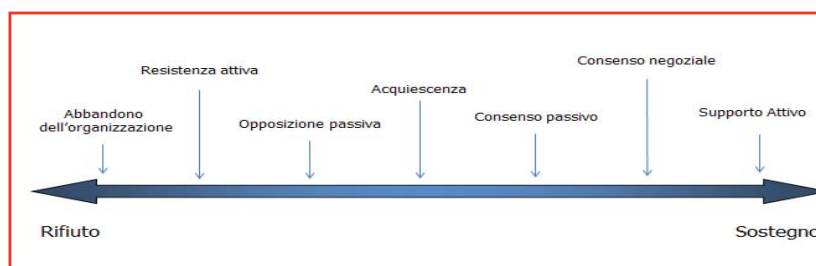 Consenso negoziale
Resistenza attiva
Acquiescenza
Abbandono
dell'organizzazione
Opposizione passiva
Consenso passivo
Supporto Attivo
Rifiuto
Sostegno